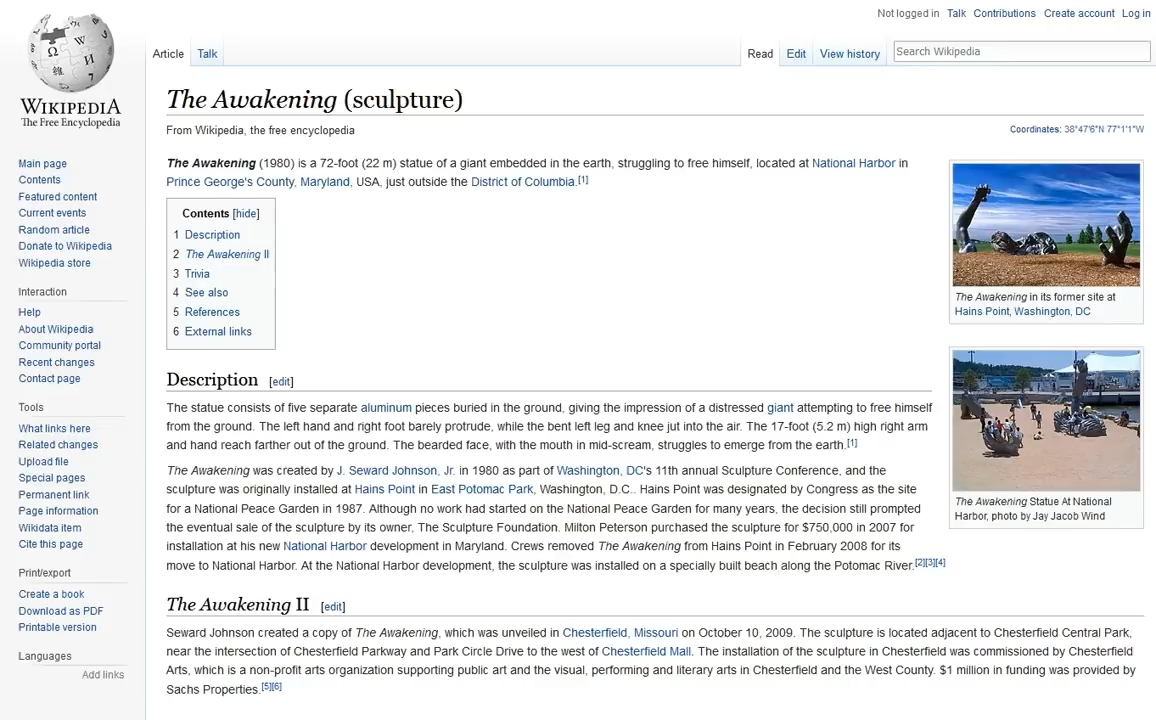 Not logged in Talk Contributions Create account Log in
Article Talk Read Edit View history Search Wikipedia
WIKIPEDIA
The Free Encyclopedia
Main page
Contents
Featured content
Current events
Random article
Donate to Wikipedia
Wikipedia store
Interaction
Help
About Wikipedia
Community portal
Recent changes
Contact page
Tools
What links here
Related changes
Upload file
Special pages
Permanent link
Page information
Wikidata item
Cite this page
Print/export
Create a book
Download as PDF
Printable version
Languages
Add links
The Awakening (sculpture)
From Wikipedia, the free encyclopedia
Coordinates: 38°47′6″N 77°1′1″W
The Awakening (1980) is a 72-foot (22 m) statue of a giant embedded in the earth, struggling to free himself, located at National Harbor in
Prince George's County, Maryland, USA, just outside the District of Columbia.[1]
Contents [hide]
1 Description
2 The Awakening II
3 Trivia
4 See also
5 References
6 External links
The Awakening in its former site at
Hains Point, Washington, DC
The Awakening Statue At National
Harbor, photo by Jay Jacob Wind
Description [edit]
The statue consists of five separate aluminum pieces buried in the ground, giving the impression of a distressed giant attempting to free himself
from the ground. The left hand and right foot barely protrude, while the bent left leg and knee jut into the air. The 17-foot (5.2 m) high right arm
and hand reach farther out of the ground. The bearded face, with the mouth in mid-scream, struggles to emerge from the earth.[1]
The Awakening was created by J. Seward Johnson, Jr. in 1980 as part of Washington, DC's 11th annual Sculpture Conference, and the
sculpture was originally installed at Hains Point in East Potomac Park, Washington, D.C.. Hains Point was designated by Congress as the site
for a National Peace Garden in 1987. Although no work had started on the National Peace Garden for many years, the decision still prompted
the eventual sale of the sculpture by its owner, The Sculpture Foundation. Milton Peterson purchased the sculpture for $750,000 in 2007 for
installation at his new National Harbor development in Maryland. Crews removed The Awakening from Hains Point in February 2008 for its
move to National Harbor. At the National Harbor development, the sculpture was installed on a specially built beach along the Potomac River.[2][3][4]
The Awakening II [edit]
Seward Johnson created a copy of The Awakening, which was unveiled in Chesterfield, Missouri on October 10, 2009. The sculpture is located adjacent to Chesterfield Central Park,
near the intersection of Chesterfield Parkway and Park Circle Drive to the west of Chesterfield Mall. The installation of the sculpture in Chesterfield was commissioned by Chesterfield
Arts, which is a non-profit arts organization supporting public art and the visual, performing and literary arts in Chesterfield and the West County. $1 million in funding was provided by
Sachs Properties.[5][6]